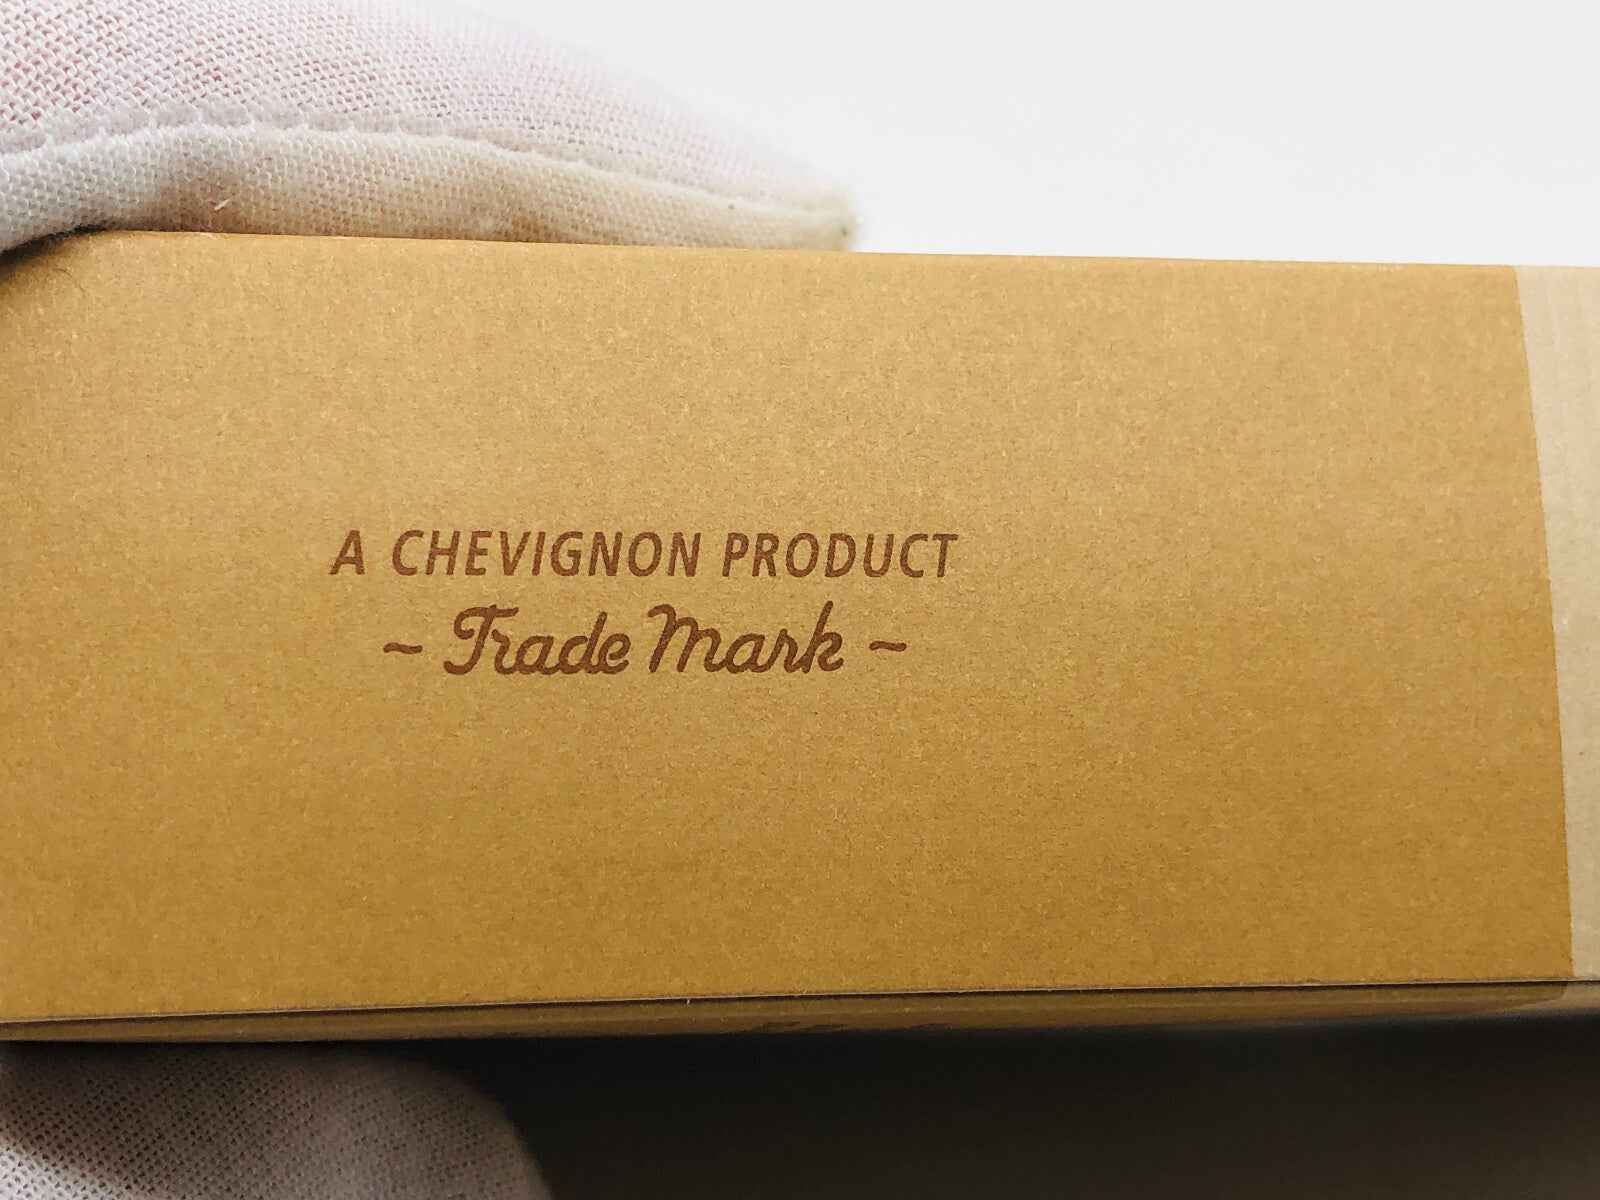 A CHEVIGNON PRODUCT
~ Trade Mark ~